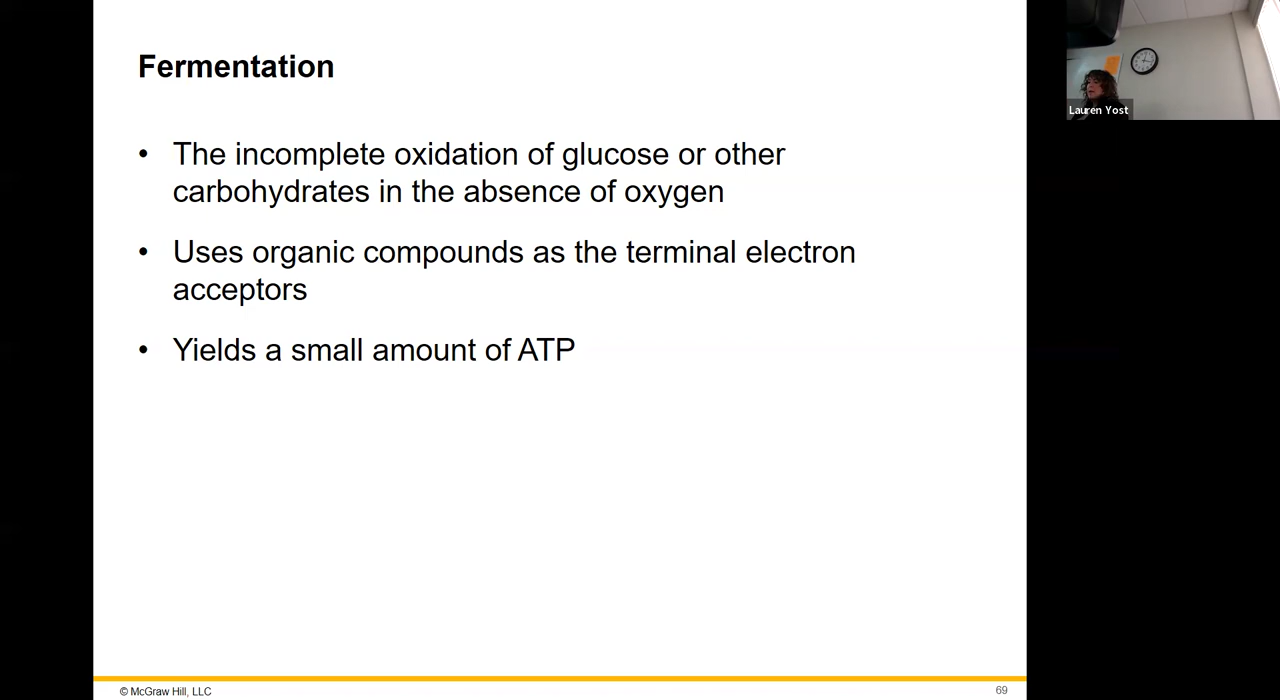 Fermentation
• The incomplete oxidation of glucose or other
carbohydrates in the absence of oxygen
• Uses organic compounds as the terminal electron
acceptors
• Yields a small amount of ATP
© McGraw Hill, LLC
69
Lauren Yost